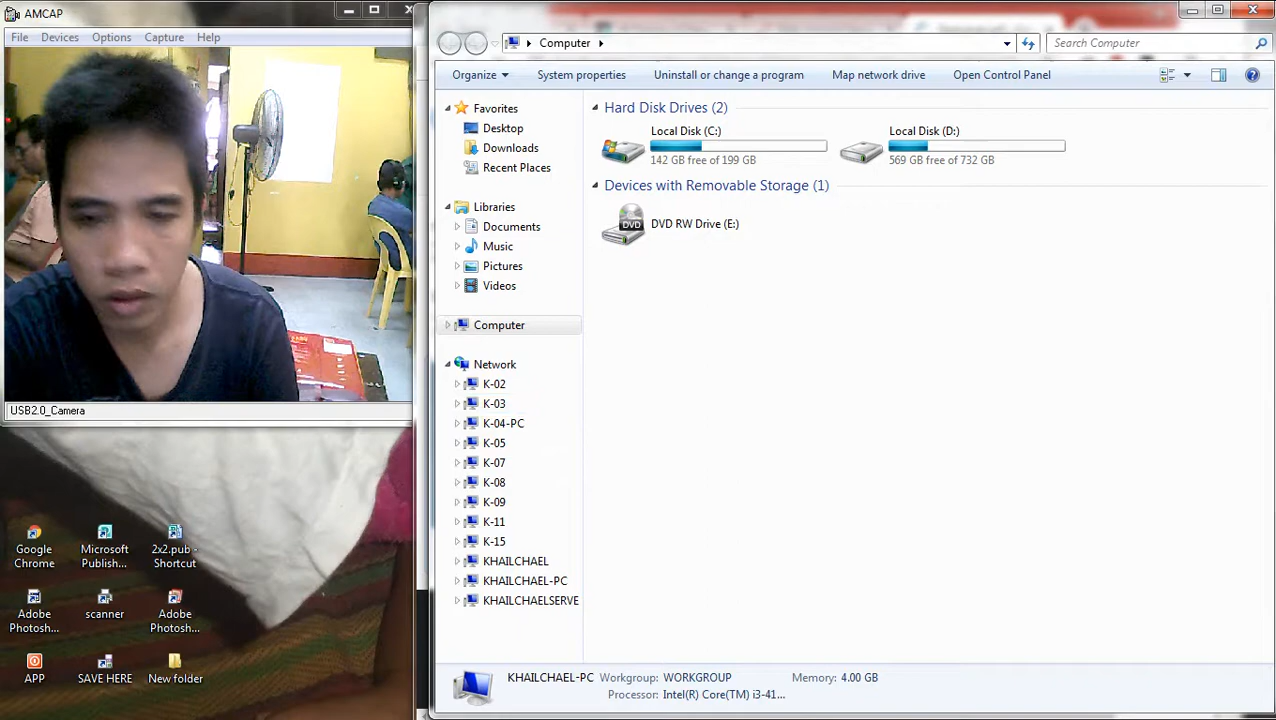 AMCAP
File Devices Options Capture Help
USB2.0_Camera
Google Chrome
Microsoft Publish...
2x2.pub - Shortcut
Adobe Photosh...
scanner
Adobe Photosh...
APP
SAVE HERE
New folder
Computer
Search Computer
Organize System properties Uninstall or change a program Map network drive Open Control Panel
Favorites
Desktop
Downloads
Recent Places
Libraries
Documents
Music
Pictures
Videos
Computer
Network
K-02
K-03
K-04-PC
K-05
K-07
K-08
K-09
K-11
K-15
KHAILCHAEL
KHAILCHAEL-PC
KHAILCHAELSERVE
Hard Disk Drives (2)
Local Disk (C:)
142 GB free of 199 GB
Local Disk (D:)
569 GB free of 732 GB
Devices with Removable Storage (1)
DVD
DVD RW Drive (E:)
KHAILCHAEL-PC Workgroup: WORKGROUP Memory: 4.00 GB
Processor: Intel(R) Core(TM) i3-41...